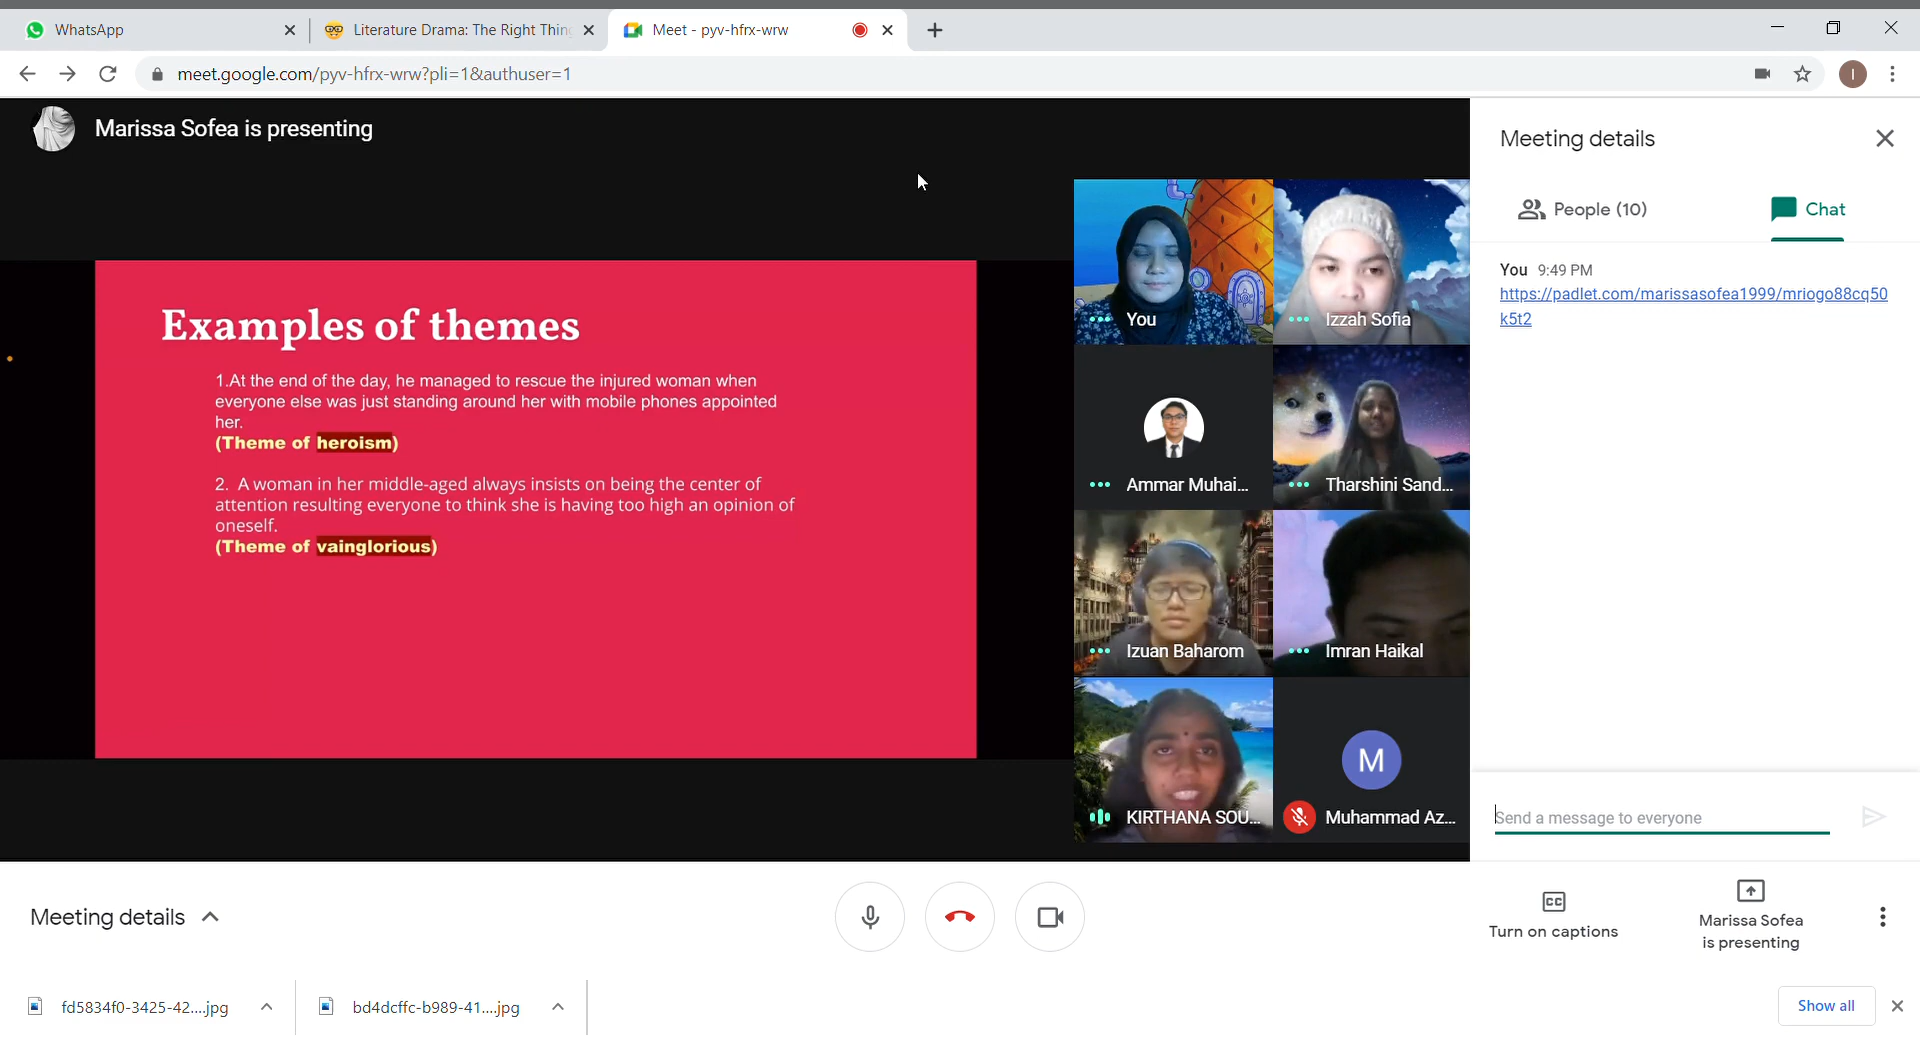 WhatsApp
Literature Drama: The Right Thin
Meet - pyv-hfrx-wrw
meet.google.com/pyv-hfrx-wrw?pli=1&authuser=1
I
Marissa Sofea is presenting
Examples of themes
1.At the end of the day, he managed to rescue the injured woman when
everyone else was just standing around her with mobile phones appointed
her.
(Theme of heroism)
2. A woman in her middle-aged always insists on being the center of
attention resulting everyone to think she is having too high an opinion of
oneself.
(Theme of vainglorious)
You
Izzah Sofia
Ammar Muhai...
Tharshini Sand...
Izuan Baharom
Imran Haikal
KIRTHANA SOU...
M
Muhammad Az...
Meeting details
People (10)
Chat
You 9:49 PM
https://padlet.com/marissasofea1999/mriogo88cq50
k5t2
Send a message to everyone
Meeting details
CC
Turn on captions
Marissa Sofea
is presenting
fd5834f0-3425-42....jpg
bd4dcffc-b989-41....jpg
Show all